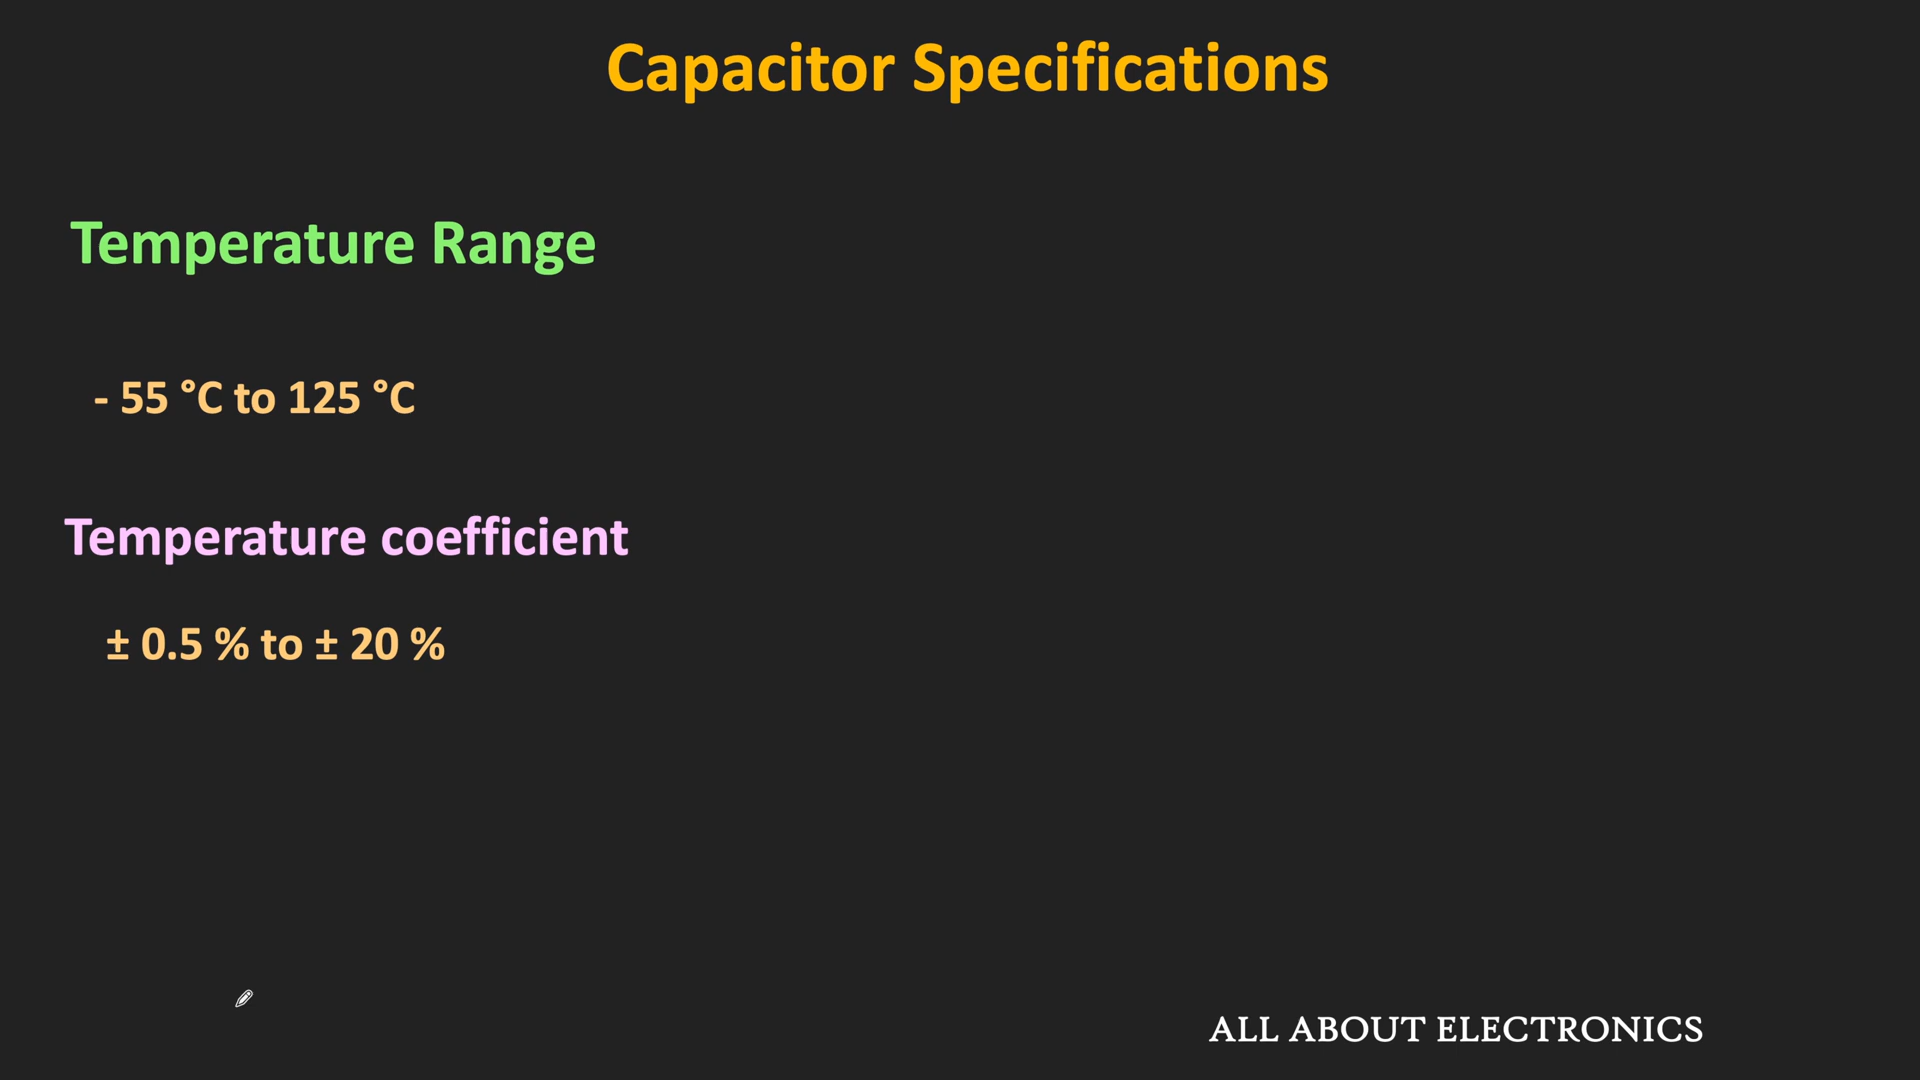 Capacitor Specifications
Temperature Range
- 55 °C to 125 °C
Temperature coefficient
± 0.5 % to ± 20 %
ALL ABOUT ELECTRONICS